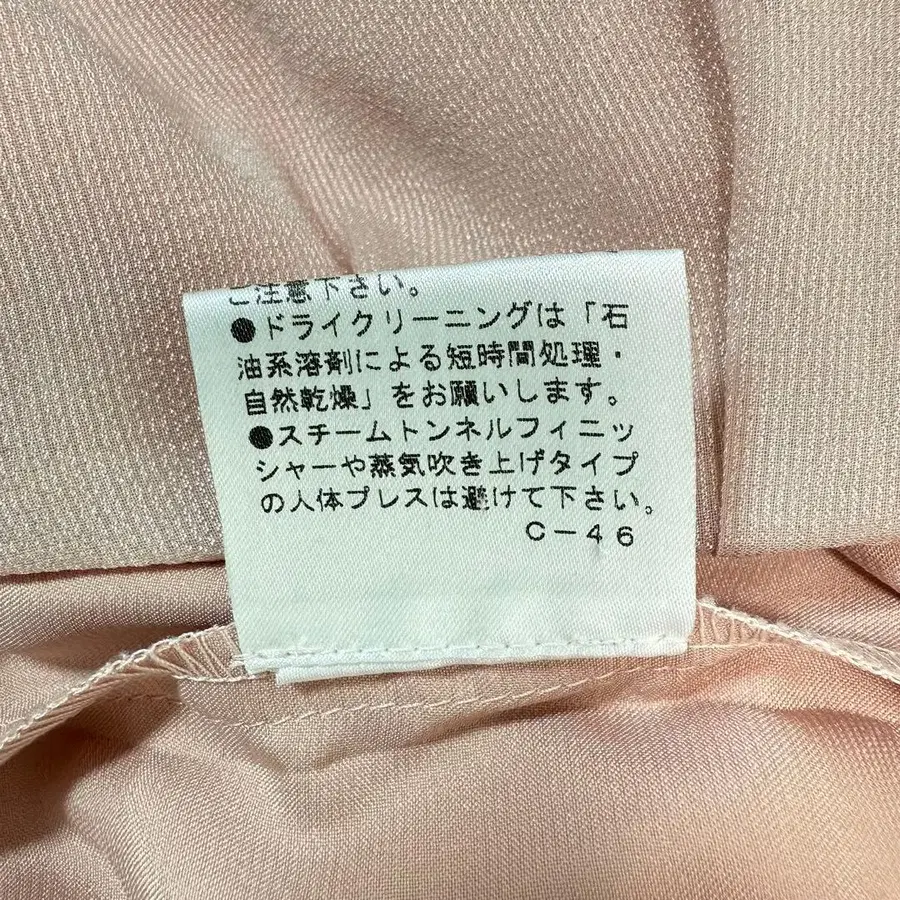 ご注意下さい。
●ドライクリーニングは「石
油系溶剤による短時間処理・
自然乾燥」をお願いします。
●スチームトンネルフィニッ
シャーや蒸気吹き上げタイプ
の人体プレスは避けて下さい。
C-46